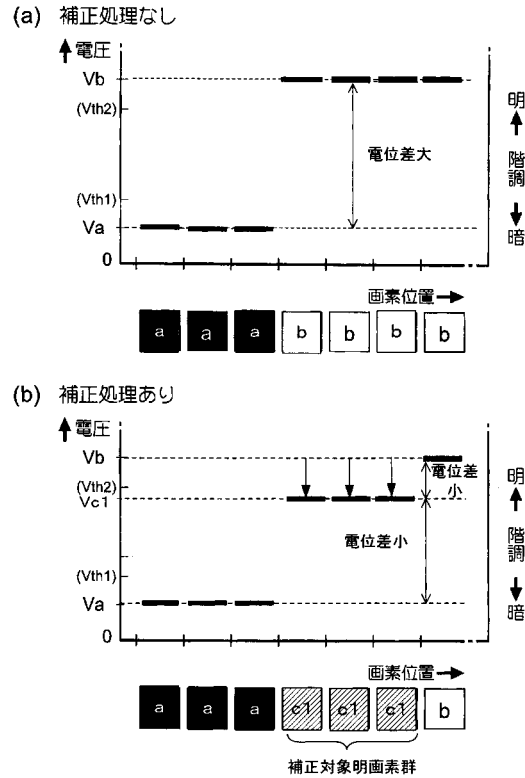 (a) 補正処理なし
↑電圧
Vb
(Vth2)
電位差大
(Vth1)
Va
0
明
↑
階調
↓
暗
画素位置→
a a a b b b b
(b) 補正処理あり
↑電圧
Vb
(Vth2)
Vc1
電位差小
電位差小
(Vth1)
Va
0
明
↑
階調
↓
暗
画素位置→
a a a c1 c1 c1 b
補正対象明画素群